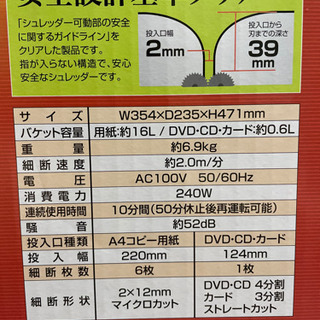 「シュレッダー可動部の安全
に関するガイドライン」を
クリアした製品です。
指が入らない構造で、安心
安全なシュレッダーです。
投入口幅
2mm
投入口から
刃までの深さ
39
mm
サイズ W354×D235×H471mm
バケット容量 用紙:約16L / DVD・CD・カード:約0.6L
重量 約6.9kg
細断速度 約2.0m/分
電圧 AC100V 50/60Hz
消費電力 240W
連続使用時間 10分間(50分休止後再運転可能)
騒音 約52dB
投入口種類 A4コピー用紙 DVD・CD・カード
投入幅 220mm 124mm
細断枚数 6枚 1枚
細断形状 2×12mm マイクロカット DVD・CD 4分割
カード 3分割
ストレートカット